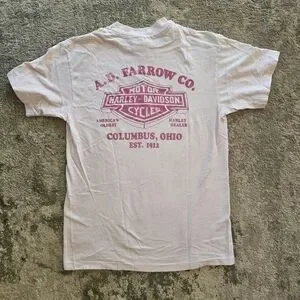 A.D. FARROW CO.
MOTOR
HARLEY-DAVIDSON
CYCLES
AMERICA'S OLDEST
HARLEY DEALER
COLUMBUS, OHIO
EST. 1912